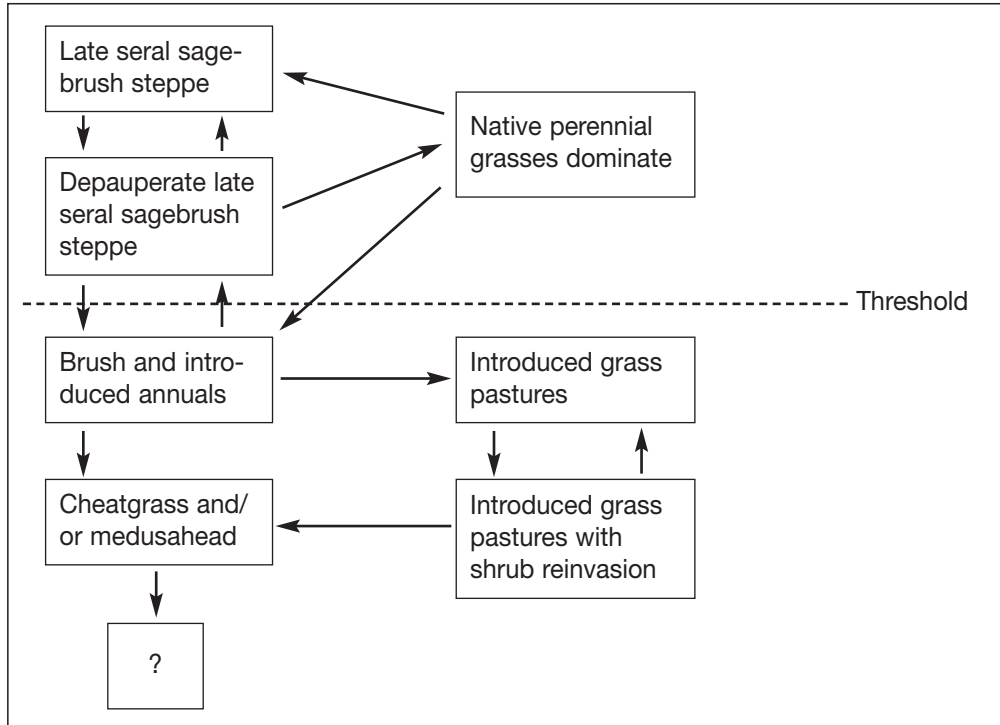 Late seral sage-
brush steppe
Native perennial
grasses dominate
Depauperate late
seral sagebrush
steppe
Threshold
Brush and intro-
duced annuals
Introduced grass
pastures
Cheatgrass and/
or medusahead
Introduced grass
pastures with
shrub reinvasion
?